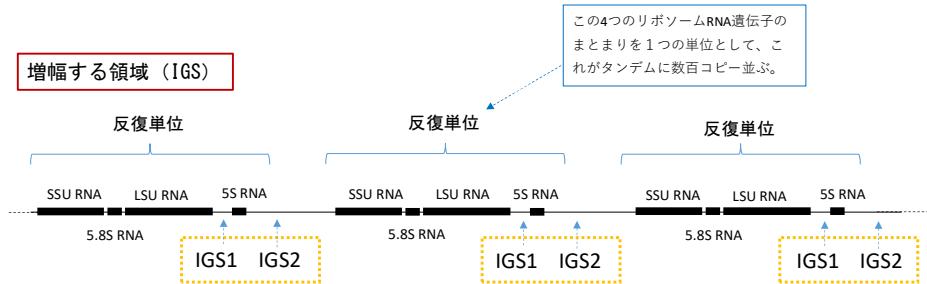 この4つのリボソームRNA遺伝子の
まとまりを１つの単位として、こ
れがタンデムに数百コピー並ぶ。
増幅する領域（IGS）
反復単位
反復単位
反復単位
SSU RNA LSU RNA 5S RNA
SSU RNA LSU RNA 5S RNA
SSU RNA LSU RNA 5S RNA
5.8S RNA
5.8S RNA
5.8S RNA
IGS1 IGS2
IGS1 IGS2
IGS1 IGS2